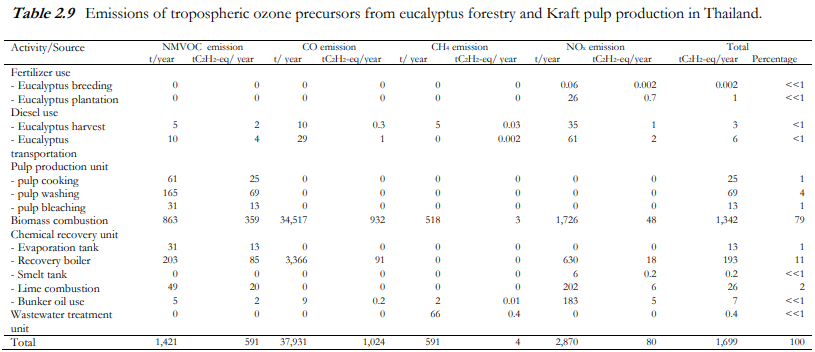 Table 2.9 Emissions of tropospheric ozone precursors from eucalyptus forestry and Kraft pulp production in Thailand.
Activity/Source NMVOC emission CO emission CH₄ emission NOₓ emission Total
t/year tC₂H₂-eq/ year t/ year tC₂H₂-eq/year t/ year tC₂H₂-eq/year t/year tC₂H₂-eq/year tC₂H₂-eq/year Percentage
Fertilizer use
- Eucalyptus breeding 0 0 0 0 0 0 0.06 0.002 0.002 <<1
- Eucalyptus plantation 0 0 0 0 0 0 26 0.7 1 <<1
Diesel use
- Eucalyptus harvest 5 2 10 0.3 5 0.03 35 1 3 <1
- Eucalyptus 10 4 29 1 0 0.002 61 2 6 <1
transportation
Pulp production unit
- pulp cooking 61 25 0 0 0 0 0 0 25 1
- pulp washing 165 69 0 0 0 0 0 0 69 4
- pulp bleaching 31 13 0 0 0 0 0 0 13 1
Biomass combustion 863 359 34,517 932 518 3 1,726 48 1,342 79
Chemical recovery unit
- Evaporation tank 31 13 0 0 0 0 0 0 13 1
- Recovery boiler 203 85 3,366 91 0 0 630 18 193 11
- Smelt tank 0 0 0 0 0 0 6 0.2 0.2 <<1
- Lime combustion 49 20 0 0 0 0 202 6 26 2
- Bunker oil use 5 2 9 0.2 2 0.01 183 5 7 <<1
Wastewater treatment 0 0 0 0 66 0.4 0 0 0.4 <<1
unit
Total 1,421 591 37,931 1,024 591 4 2,870 80 1,699 100